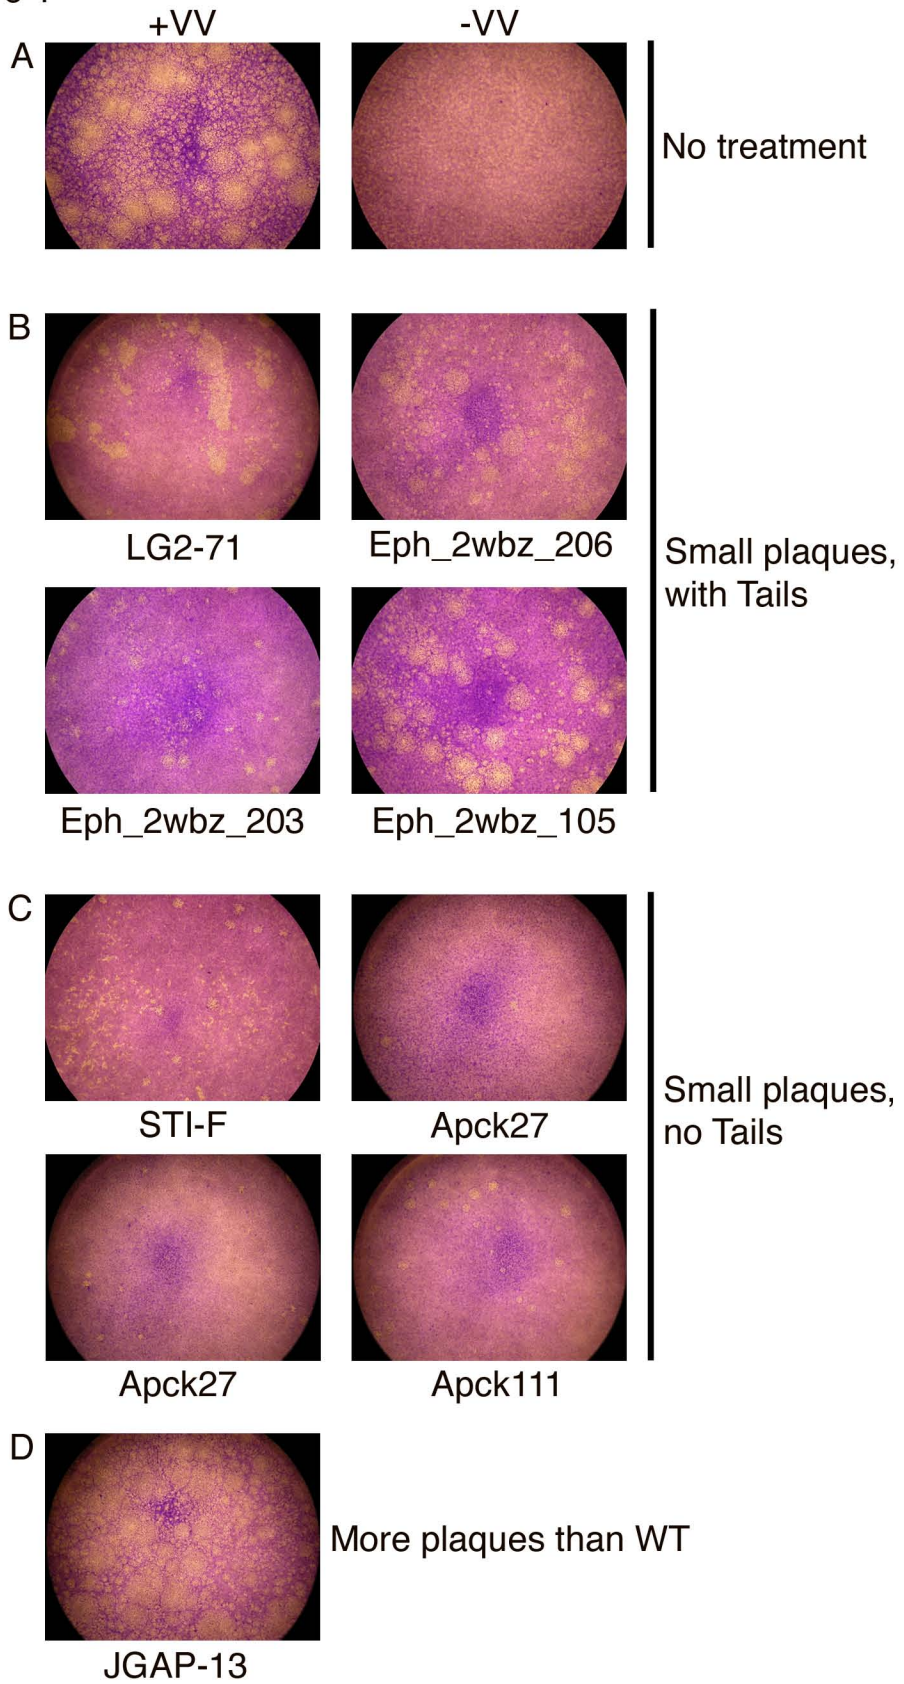 +VV -VV
A
No treatment
B
LG2-71 Eph_2wbz_206
Small plaques,
with Tails
Eph_2wbz_203 Eph_2wbz_105
C
STI-F Apck27
Small plaques,
no Tails
Apck27 Apck111
D
More plaques than WT
JGAP-13